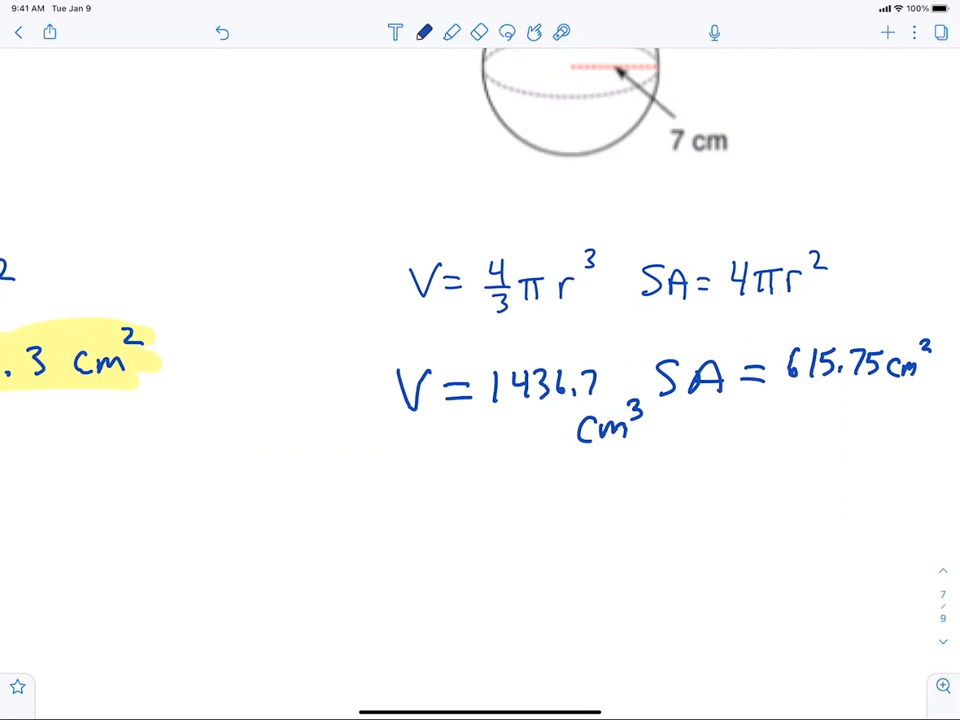 9:41 AM Tue Jan 9
100%
T
7 cm
V = 4/3 π r³ SA = 4πr²
2
.3 cm²
V = 1436.7 cm³
SA = 615.75 cm²
7
/
9